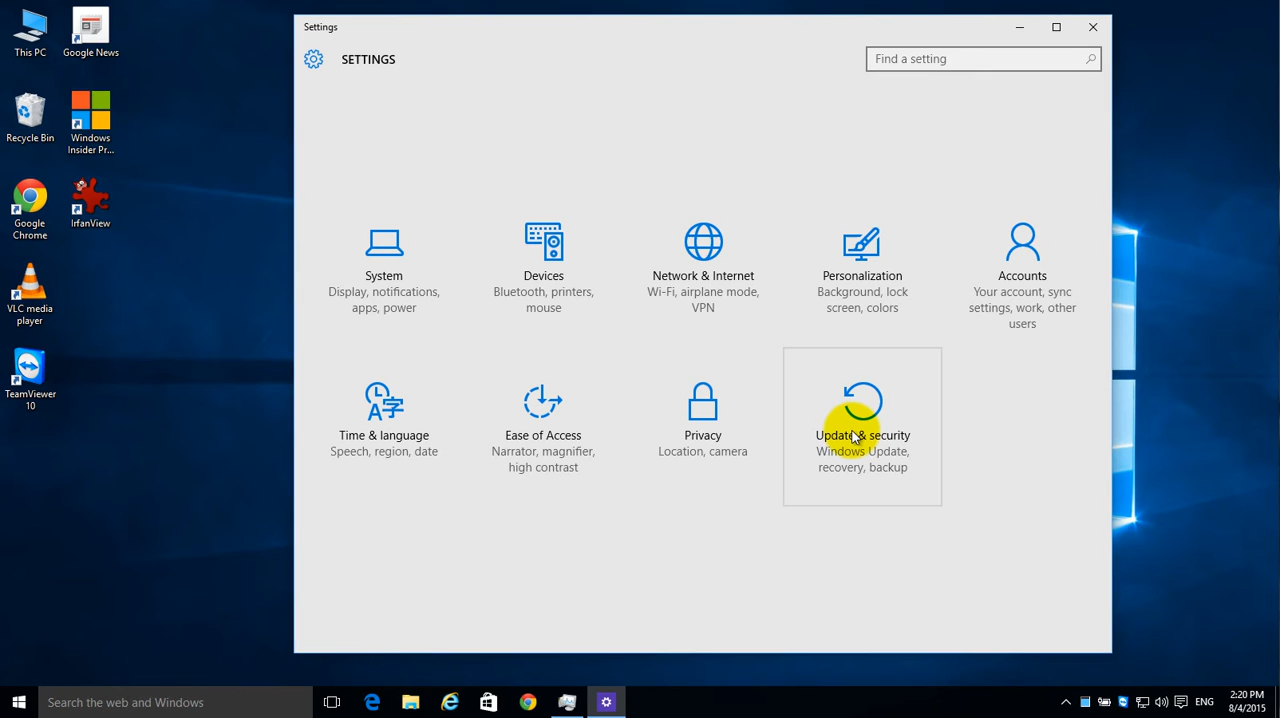 This PC
Google News
Recycle Bin
Windows
Insider Pr...
Google
Chrome
IrfanView
VLC media
player
TeamViewer
10
Settings
SETTINGS
Find a setting
System
Display, notifications,
apps, power
Devices
Bluetooth, printers,
mouse
Network & Internet
Wi-Fi, airplane mode,
VPN
Personalization
Background, lock
screen, colors
Accounts
Your account, sync
settings, work, other
users
Time & language
Speech, region, date
Ease of Access
Narrator, magnifier,
high contrast
Privacy
Location, camera
Update & security
Windows Update,
recovery, backup
Search the web and Windows
ENG
2:20 PM
8/4/2015